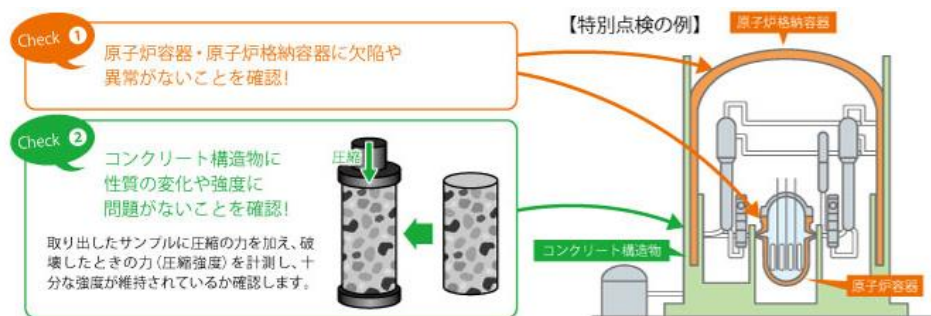 Check ❶
原子炉容器・原子炉格納容器に欠陥や
異常がないことを確認!
Check ❷
コンクリート構造物に
性質の変化や強度に
問題がないことを確認!
取り出したサンプルに圧縮の力を加え、破
壊したときの力(圧縮強度)を計測し、十
分な強度が維持されているか確認します。
圧縮
【特別点検の例】
原子炉格納容器
コンクリート構造物
原子炉容器